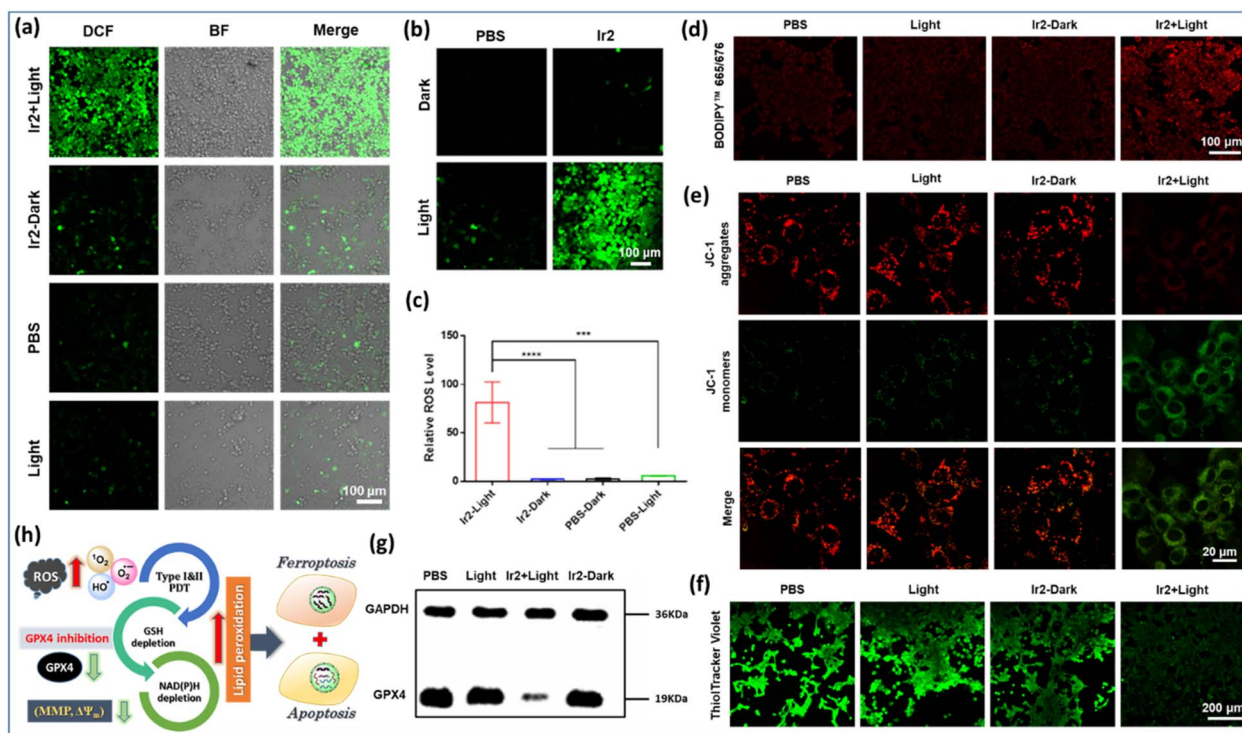 (a)
DCF BF Merge
Ir2+Light
Ir2-Dark
PBS
Light
100 µm
(b)
PBS Ir2
Dark
Light
100 µm
(c)
Relative ROS Level
150
100
50
0
***
****
Ir2-Light
Ir2-Dark
PBS-Dark
PBS-Light
(d)
PBS Light Ir2-Dark Ir2+Light
BODIPY™ 665/676
100 µm
(e)
PBS Light Ir2-Dark Ir2+Light
JC-1
aggregates
JC-1
monomers
Merge
20 µm
(f)
PBS Light Ir2-Dark Ir2+Light
ThiolTracker Violet
200 µm
(g)
PBS Light Ir2+Light Ir2-Dark
GAPDH 36KDa
GPX4 19KDa
(h)
ROS
¹O₂
O₂•⁻
HO•
Type I&II
PDT
GPX4 inhibition
GSH
depletion
GPX4
NAD(P)H
depletion
(MMP, ΔΨm)
Lipid peroxidation
Ferroptosis
Apoptosis